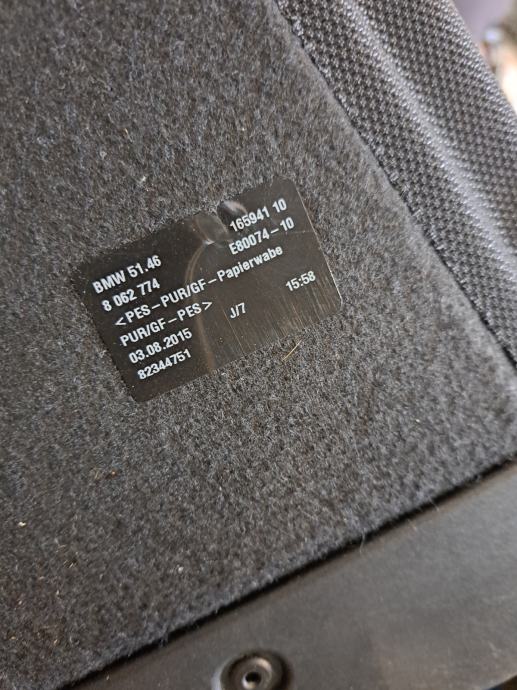 BMW 51.46 165941 10
8 062 774 E80074-10
<PES-PUR/GF-Papierwabe
PUR/GF-PES>
03.08.2015 J/7 15:58
82344751